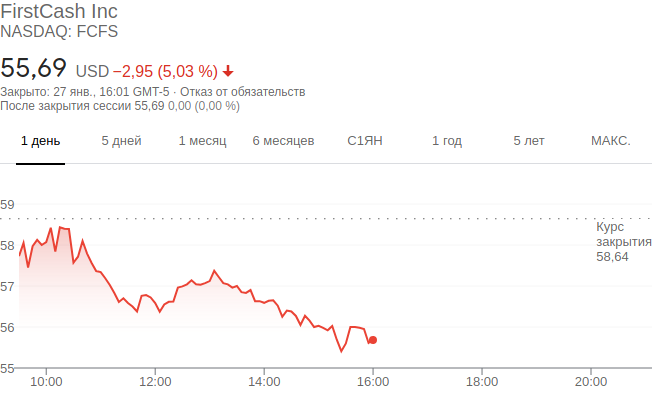 FirstCash Inc
NASDAQ: FCFS
55,69 USD −2,95 (5,03 %)
Закрыто: 27 янв., 16:01 GMT-5 · Отказ от обязательств
После закрытия сессии 55,69 0,00 (0,00 %)
1 день 5 дней 1 месяц 6 месяцев С1ЯН 1 год 5 лет МАКС.
59
58
57
56
55
Курс
закрытия
58,64
10:00 12:00 14:00 16:00 18:00 20:00